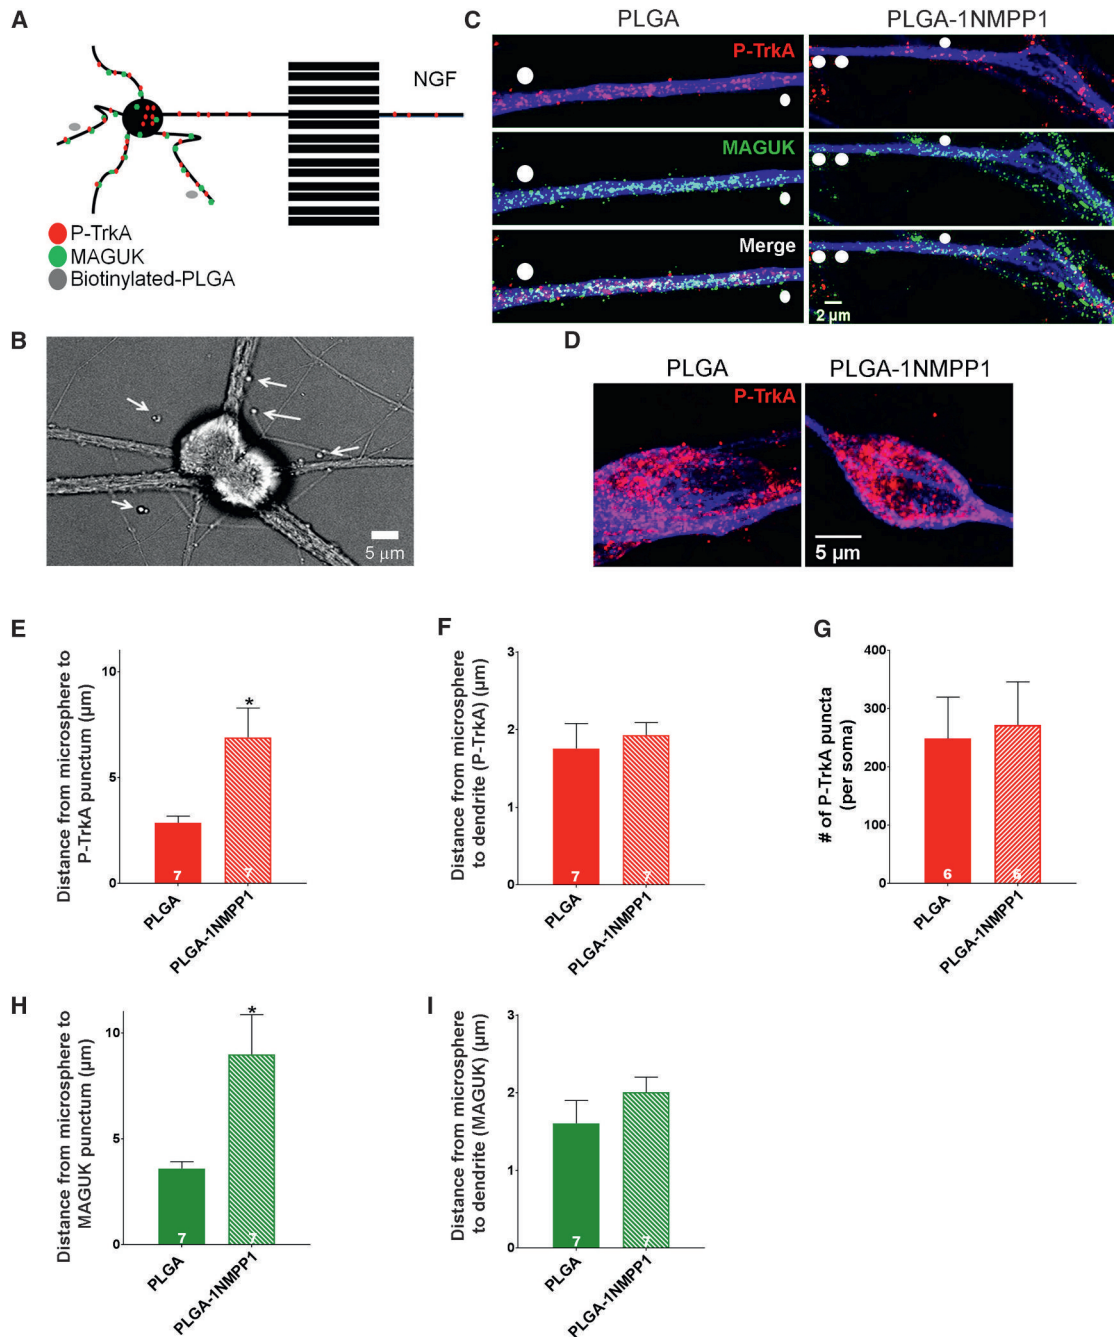 A
NGF
P-TrkA
MAGUK
Biotinylated-PLGA
B
5 μm
C
PLGA
PLGA-1NMPP1
P-TrkA
MAGUK
Merge
2 μm
D
PLGA
PLGA-1NMPP1
P-TrkA
5 μm
E
Distance from microsphere to
P-TrkA punctum (μm)
10
5
0
*
7
7
PLGA
PLGA-1NMPP1
F
Distance from microsphere
to dendrite (P-TrkA) (μm)
3
2
1
0
7
7
PLGA
PLGA-1NMPP1
G
# of P-TrkA puncta
(per soma)
400
300
200
100
0
6
6
PLGA
PLGA-1NMPP1
H
Distance from microsphere to
MAGUK punctum (μm)
10
5
0
*
7
7
PLGA
PLGA-1NMPP1
I
Distance from microsphere
to dendrite (MAGUK) (μm)
3
2
1
0
7
7
PLGA
PLGA-1NMPP1